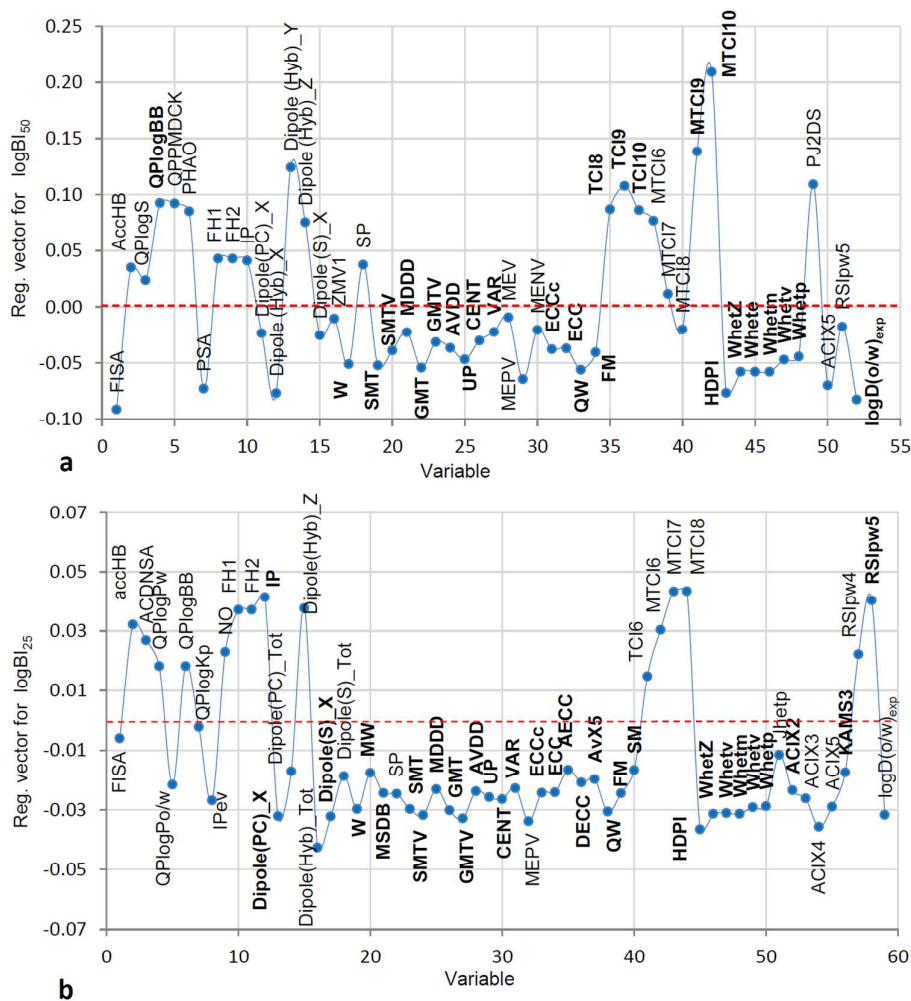 Reg. vector for logBI50
0.25
0.20
0.15
0.10
0.05
0.00
-0.05
-0.10
FISA
AccHB
QPlogS
QPlogBB
QPPMDCK
PHAO
PSA
FH1
FH2
IP
Dipole(PC)_X
Dipole (Hyb)_X
Dipole (Hyb)_Y
Dipole (Hyb)_Z
Dipole (S)_X
ZMV1
W
SP
SMT
SMTV
MDDD
GMT
GMTV
AVDD
UP
CENT
VAR
MEV
MEPV
MENV
ECCc
ECC
QW
FM
TCI8
TCI9
TCI10
MTCI6
MTCI7
MTCI8
MTCI9
MTCI10
HDPI
WhetZ
Whete
Whetm
Whetv
Whetp
PJ2DS
ACIX5
RSIpw5
logD(o/w)exp
0 5 10 15 20 25 30 35 40 45 50 55
Variable
a
Reg. vector for logBI25
0.07
0.05
0.03
0.01
-0.01
-0.03
-0.05
-0.07
FISA
accHB
ACDNSA
QPlogPw
QPlogPo/w
QPlogBB
QPlogKp
IPeV
NO
FH1
FH2
IP
Dipole(PC)_X
Dipole(PC)_Tot
Dipole(Hyb)_Z
Dipole(Hyb)_Tot
Dipole(S)_X
Dipole(S)_Tot
W
MW
MSDB
SP
SMT
SMTV
MDDD
GMT
GMTV
AVDD
UP
CENT
VAR
MEPV
ECCc
ECC
AECC
DECC
AvX5
QW
FM
SM
TCI6
MTCI6
MTCI7
MTCI8
HDPI
WhetZ
Whetv
Whetm
Whetv
Whetp
Jhetp
ACIX2
ACIX3
ACIX4
ACIX5
KAMS3
RSIpw4
RSIpw5
logD(o/w)exp
0 10 20 30 40 50 60
Variable
b